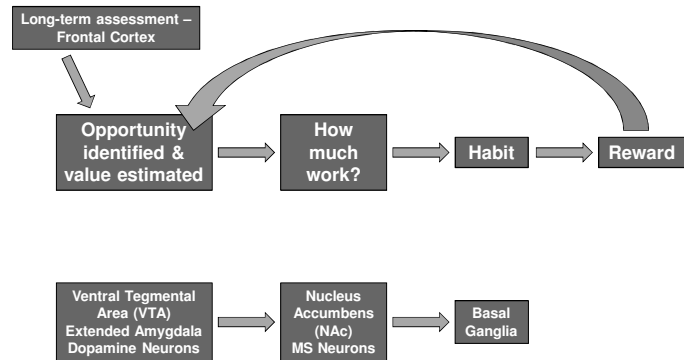 Long-term assessment –
Frontal Cortex
Opportunity
identified &
value estimated
How
much
work?
Habit
Reward
Ventral Tegmental
Area (VTA)
Extended Amygdala
Dopamine Neurons
Nucleus
Accumbens
(NAc)
MS Neurons
Basal
Ganglia